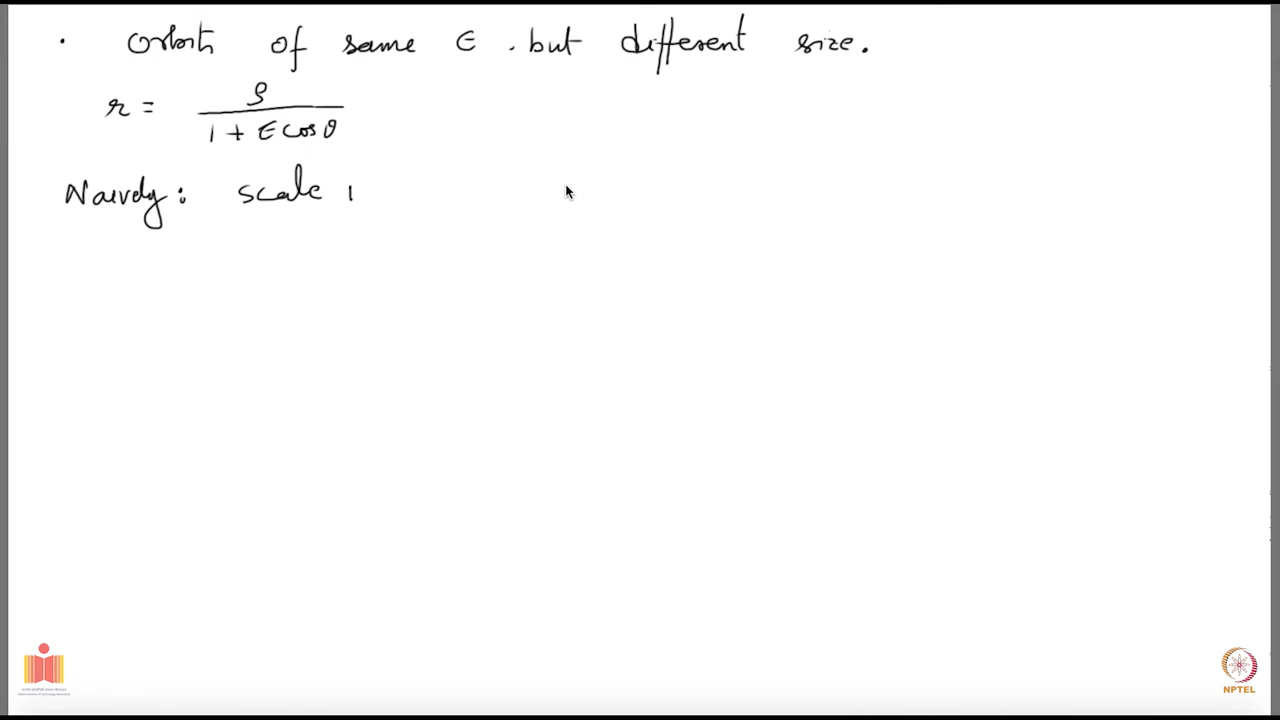 . Orbits of same ϵ . but different size.
r = ρ / 1 + ϵ cos θ
Naively : scale
NPTEL